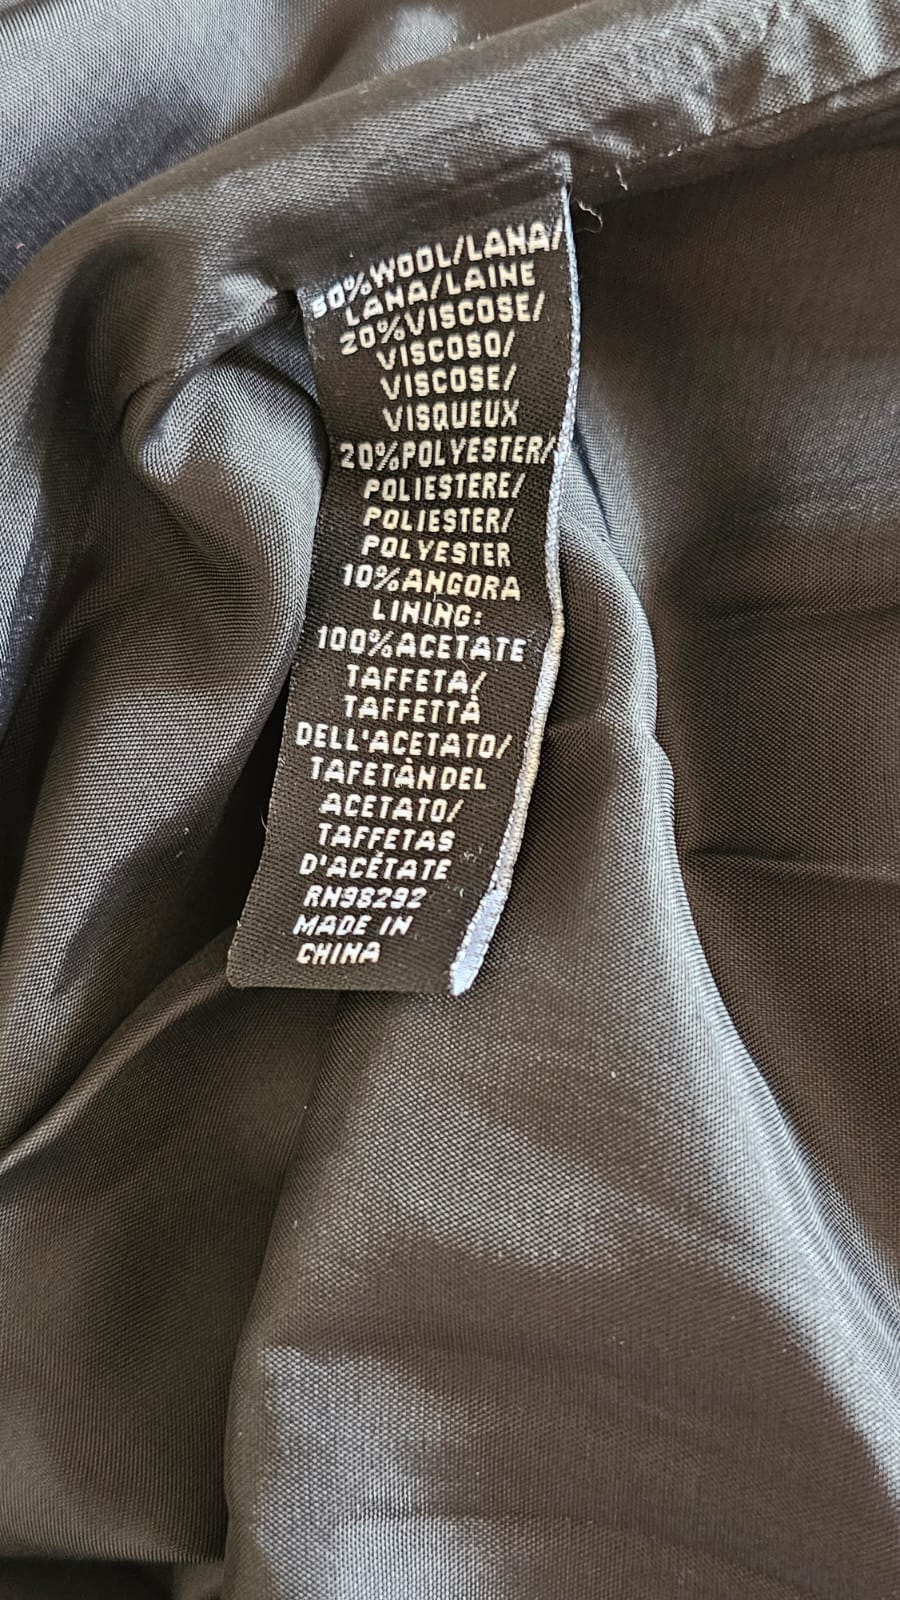 50%WOOL/LANA/
LANA/LAINE
20%VISCOSE/
VISCOSO/
VISCOSE/
VISQUEUX
20%POLYESTER/
POLIESTERE/
POLIESTER/
POLYESTER
10%ANGORA
LINING:
100%ACETATE
TAFFETA/
TAFFETTÀ
DELL'ACETATO/
TAFETÀN DEL
ACETATO/
TAFFETAS
D'ACÉTATE
RN98292
MADE IN
CHINA